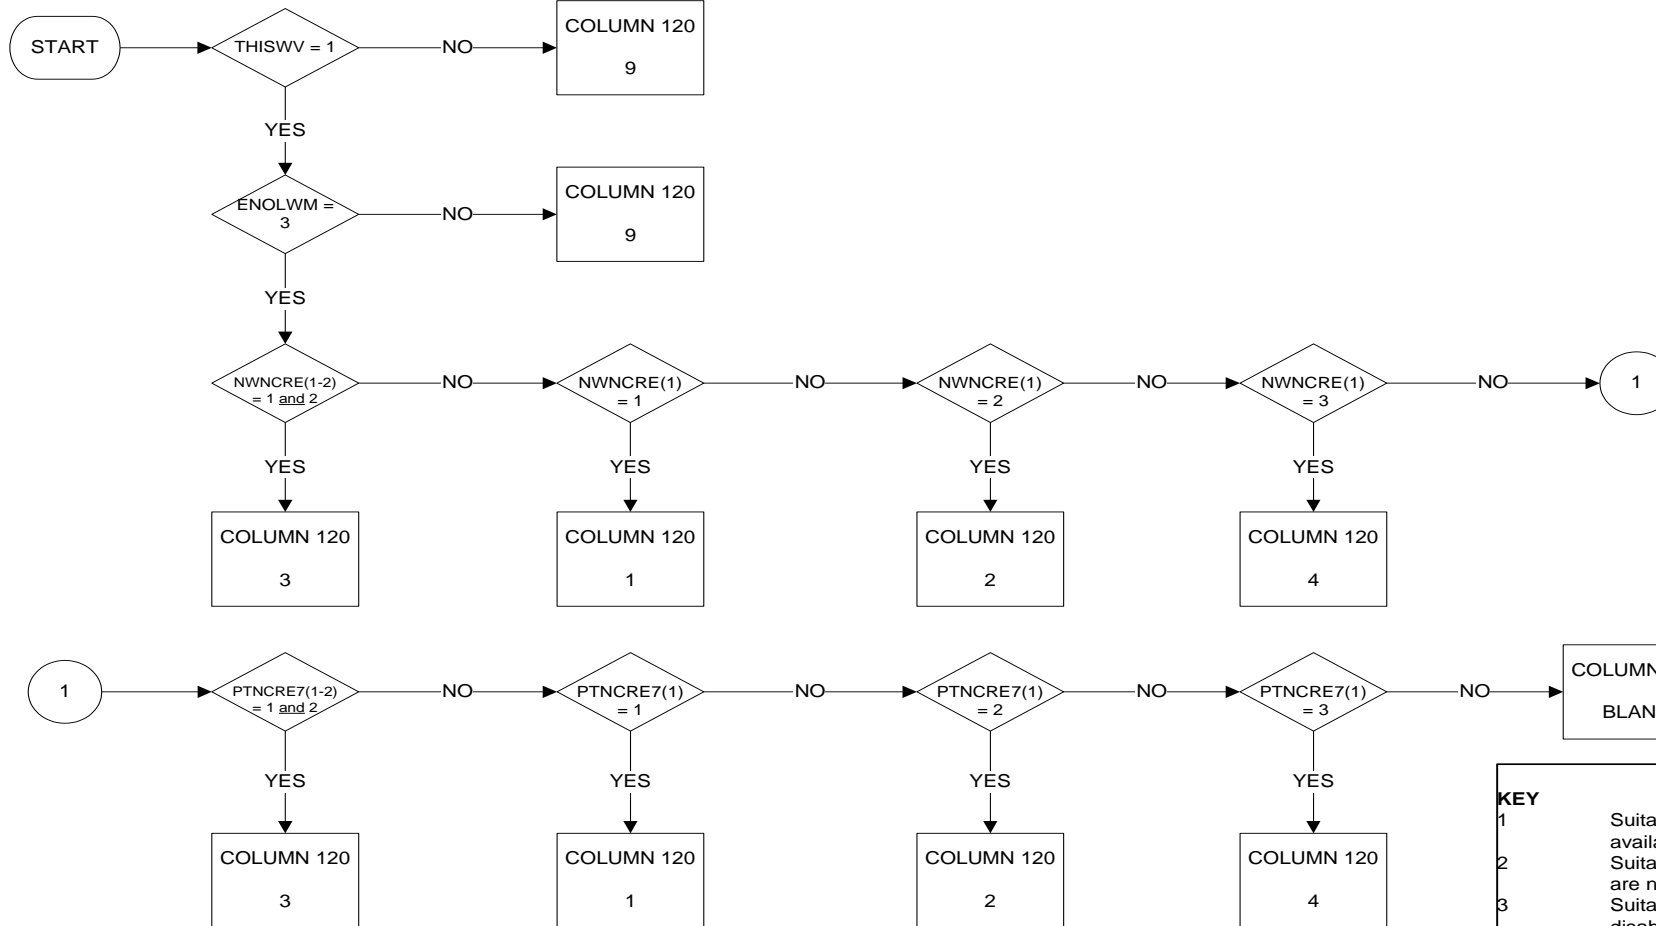 START
THISWV = 1
NO
COLUMN 120
9
YES
ENOLWM =
3
NO
COLUMN 120
9
YES
NWNCRE(1-2)
= 1 and 2
NO
NWNCRE(1)
= 1
NO
NWNCRE(1)
= 2
NO
NWNCRE(1)
= 3
NO
1
YES
YES
YES
YES
COLUMN 120
3
COLUMN 120
1
COLUMN 120
2
COLUMN 120
4
1
PTNCRE7(1-2)
= 1 and 2
NO
PTNCRE7(1)
= 1
NO
PTNCRE7(1)
= 2
NO
PTNCRE7(1)
= 3
NO
COLUMN
BLAN
YES
YES
YES
YES
COLUMN 120
3
COLUMN 120
1
COLUMN 120
2
COLUMN 120
4
KEY
1 Suita
availa
2 Suita
are n
3 Suita